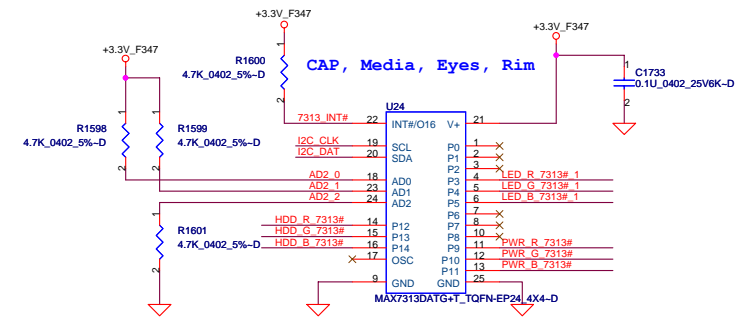 +3.3V_F347
+3.3V_F347
+3.3V_F347
R1600
4.7K_0402_5%~D
CAP, Media, Eyes, Rim
1
2
C1733
0.1U_0402_25V6K~D
1
2
R1598
4.7K_0402_5%~D
R1599
4.7K_0402_5%~D
1
2
1
2
U24
7313_INT# 22 INT#/O16 V+ 21
I2C_CLK 19 SCL P0 1
I2C_DAT 20 SDA P1 2
P2 3
AD2_0 18 AD0 P3 4 LED_R_7313#_1
AD2_1 23 AD1 P4 5 LED_G_7313#_1
AD2_2 24 AD2 P5 6 LED_B_7313#_1
P6 7
HDD_R_7313# 14 P12 P7 8
HDD_G_7313# 15 P13 P8 10
HDD_B_7313# 16 P14 P9 11 PWR_R_7313#
17 OSC P10 12 PWR_G_7313#
P11 13 PWR_B_7313#
9 GND GND 25
R1601
4.7K_0402_5%~D
1
2
MAX7313DATG+T_TQFN-EP24_4X4~D